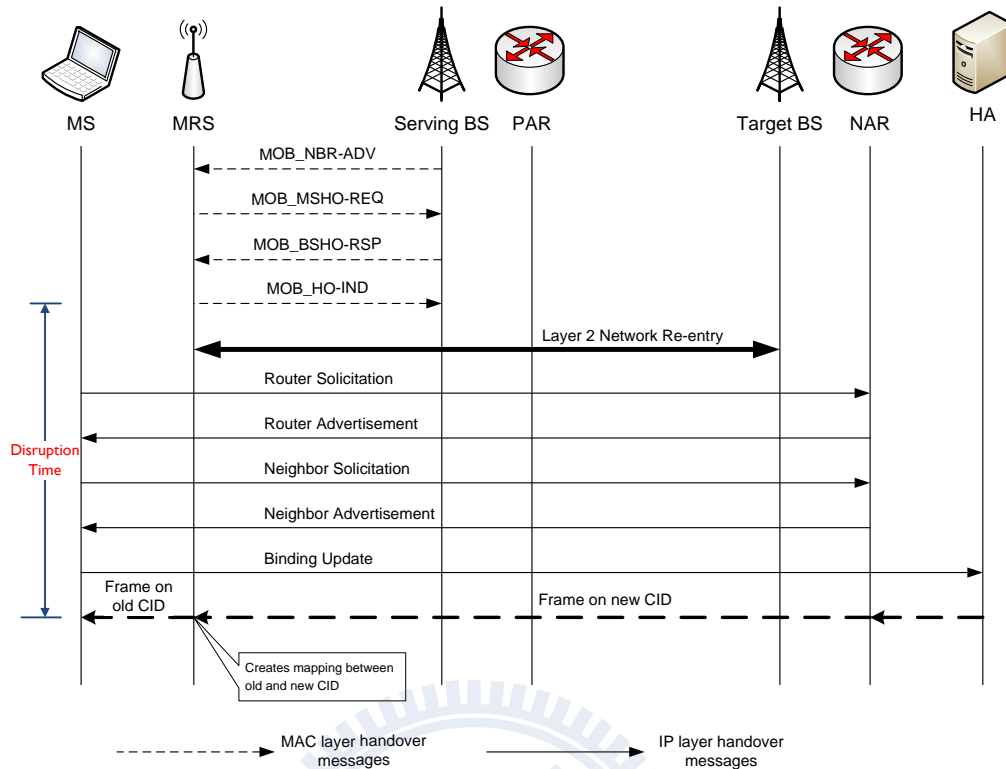 MS
MRS
Serving BS
PAR
Target BS
NAR
HA
MOB_NBR-ADV
MOB_MSHO-REQ
MOB_BSHO-RSP
MOB_HO-IND
Layer 2 Network Re-entry
Router Solicitation
Router Advertisement
Disruption
Time
Neighbor Solicitation
Neighbor Advertisement
Binding Update
Frame on
old CID
Frame on new CID
Creates mapping between
old and new CID
MAC layer handover
messages
IP layer handover
messages